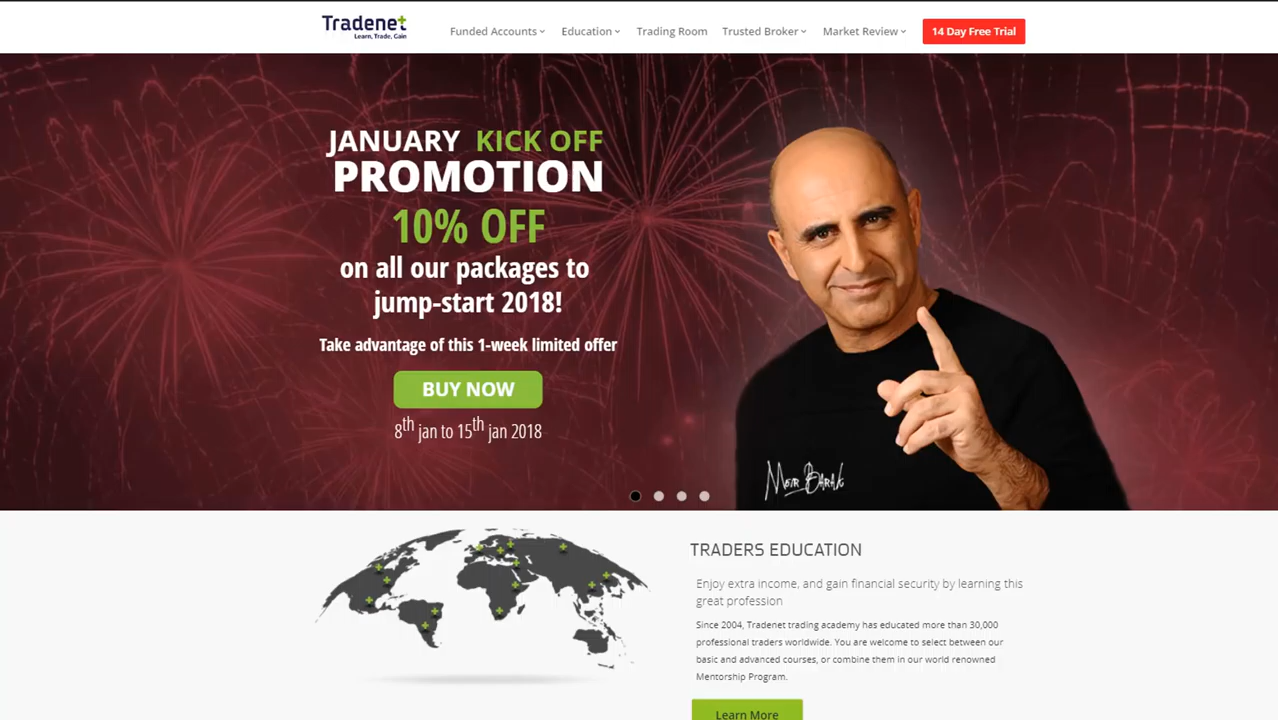 Tradenet
Learn, Trade, Gain
Funded Accounts
Education
Trading Room
Trusted Broker
Market Review
14 Day Free Trial
JANUARY KICK OFF
PROMOTION
10% OFF
on all our packages to
jump-start 2018!
Take advantage of this 1-week limited offer
BUY NOW
8th jan to 15th jan 2018
Meir Barak
TRADERS EDUCATION
Enjoy extra income, and gain financial security by learning this
great profession
Since 2004, Tradenet trading academy has educated more than 30,000
professional traders worldwide. You are welcome to select between our
basic and advanced courses, or combine them in our world renowned
Mentorship Program.
Learn More